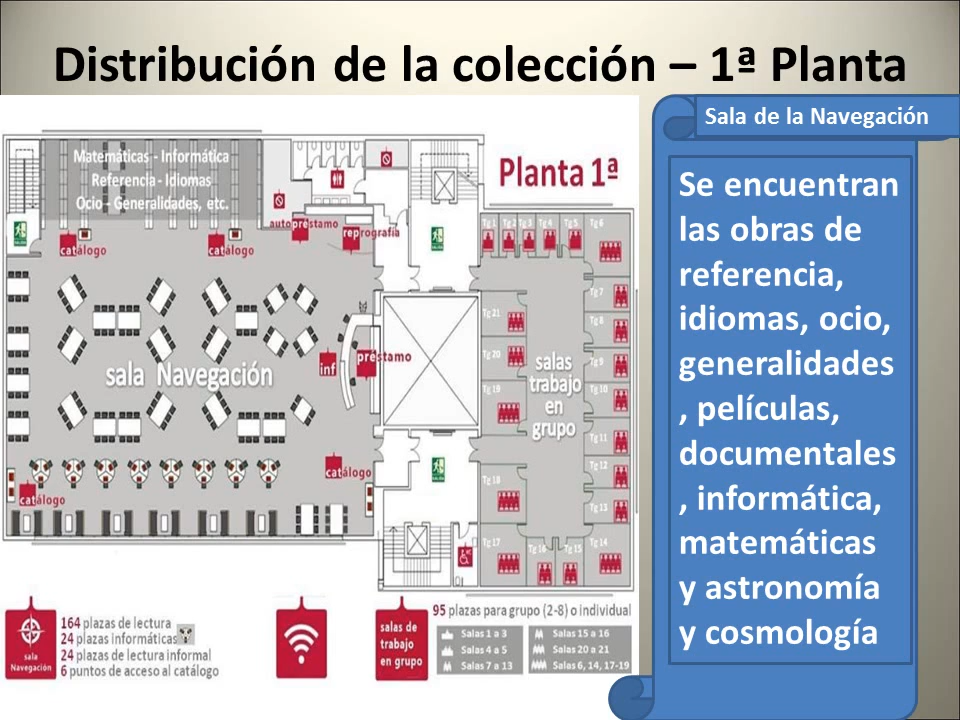 Distribución de la colección – 1ª Planta
Sala de la Navegación
Se encuentran
las obras de
referencia,
idiomas, ocio,
generalidades
, películas,
documentales
, informática,
matemáticas
y astronomía
y cosmología
Planta 1ª
Matemáticas - Informática
Referencia - Idiomas
Ocio - Generalidades, etc.
autopréstamo
reprografía
catálogo
catálogo
sala Navegación
inf
préstamo
catálogo
catálogo
salas
trabajo
en
grupo
Tg 1
Tg 2
Tg 3
Tg 4
Tg 5
Tg 6
Tg 7
Tg 8
Tg 9
Tg 10
Tg 11
Tg 12
Tg 13
Tg 14
Tg 15
Tg 16
Tg 17
Tg 18
Tg 19
Tg 20
Tg 21
sala
Navegación
164 plazas de lectura
24 plazas informáticas
24 plazas de lectura informal
6 puntos de acceso al catálogo
salas de
trabajo
en grupo
95 plazas para grupo (2-8) o individual
Salas 1 a 3
Salas 4 a 5
Salas 7 a 13
Salas 15 a 16
Salas 20 a 21
Salas 6, 14, 17-19